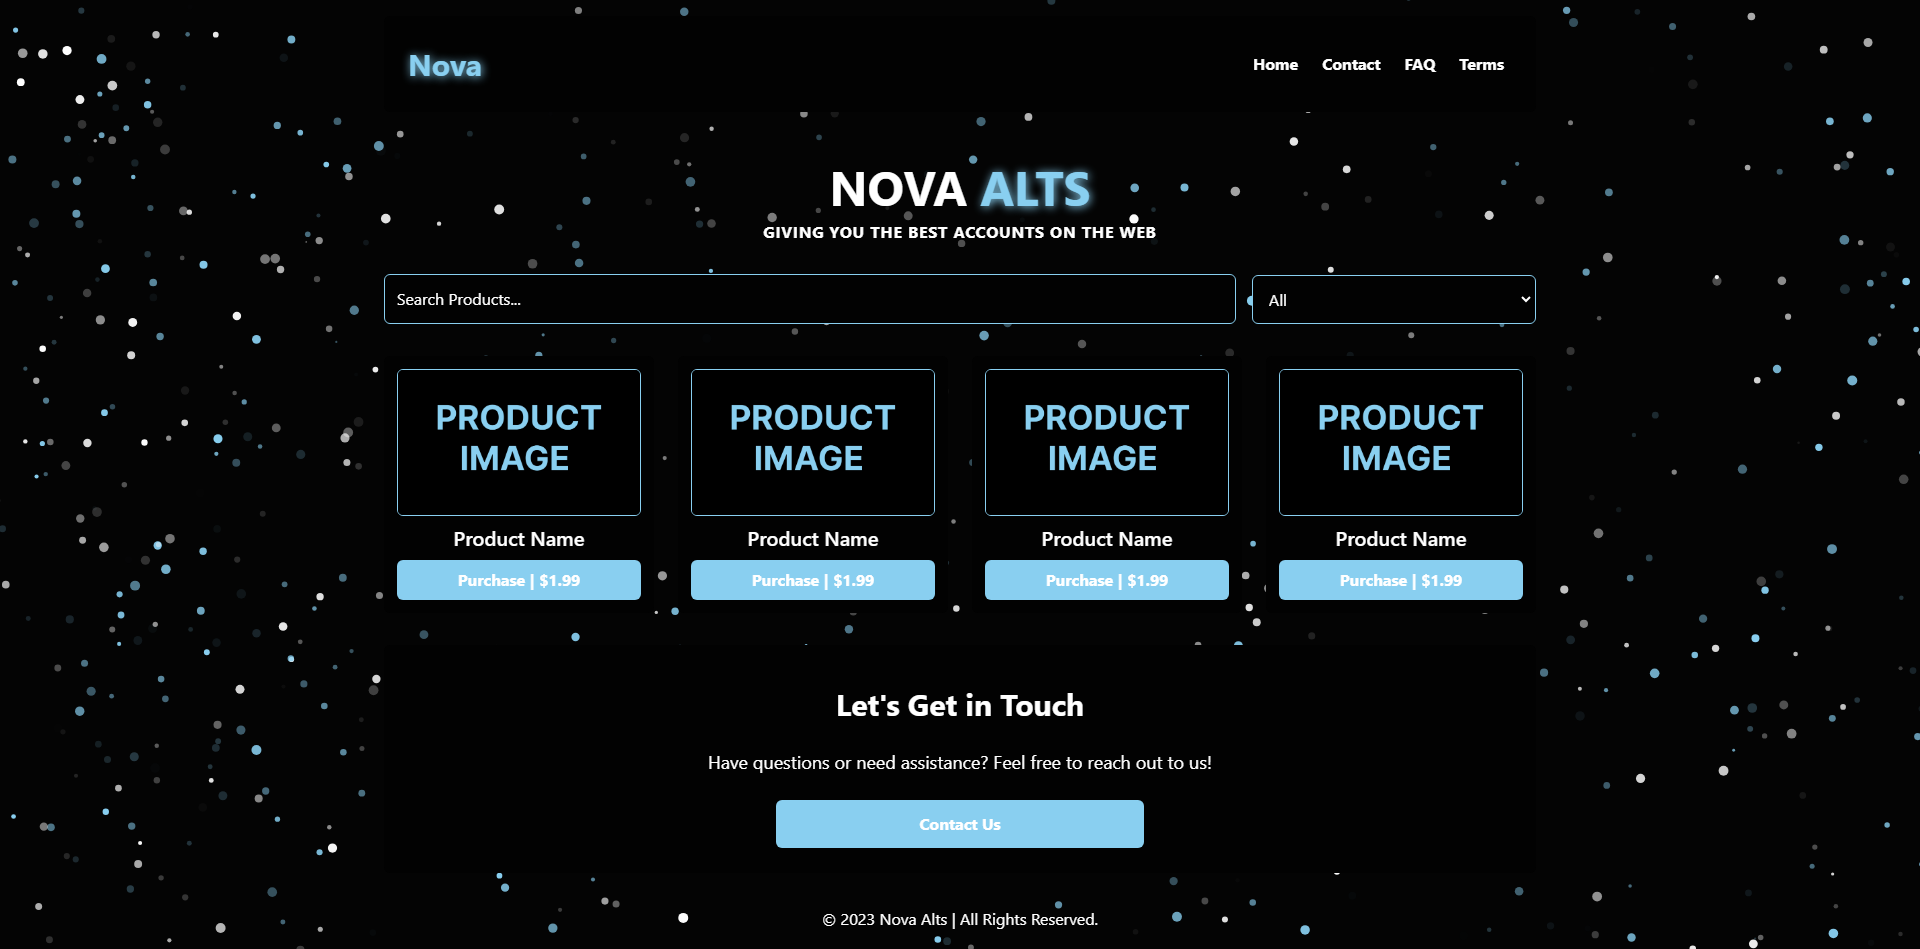 Nova
Home Contact FAQ Terms
NOVA ALTS
GIVING YOU THE BEST ACCOUNTS ON THE WEB
Search Products...
All
PRODUCT
IMAGE
Product Name
Purchase | $1.99
PRODUCT
IMAGE
Product Name
Purchase | $1.99
PRODUCT
IMAGE
Product Name
Purchase | $1.99
PRODUCT
IMAGE
Product Name
Purchase | $1.99
Let's Get in Touch
Have questions or need assistance? Feel free to reach out to us!
Contact Us
© 2023 Nova Alts | All Rights Reserved.